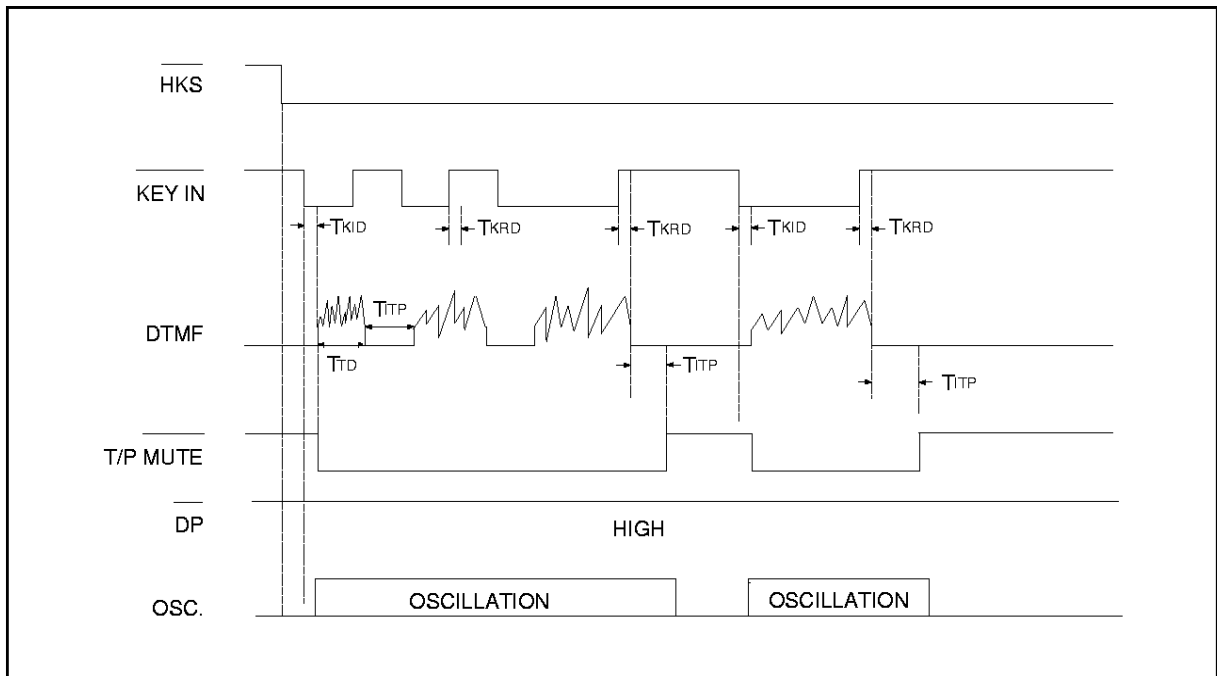 HKS
KEY IN
TKID
TKRD
TKRD
TKID
TKRD
DTMF
TITP
TTD
TITP
TITP
T/P MUTE
DP
HIGH
OSC.
OSCILLATION
OSCILLATION